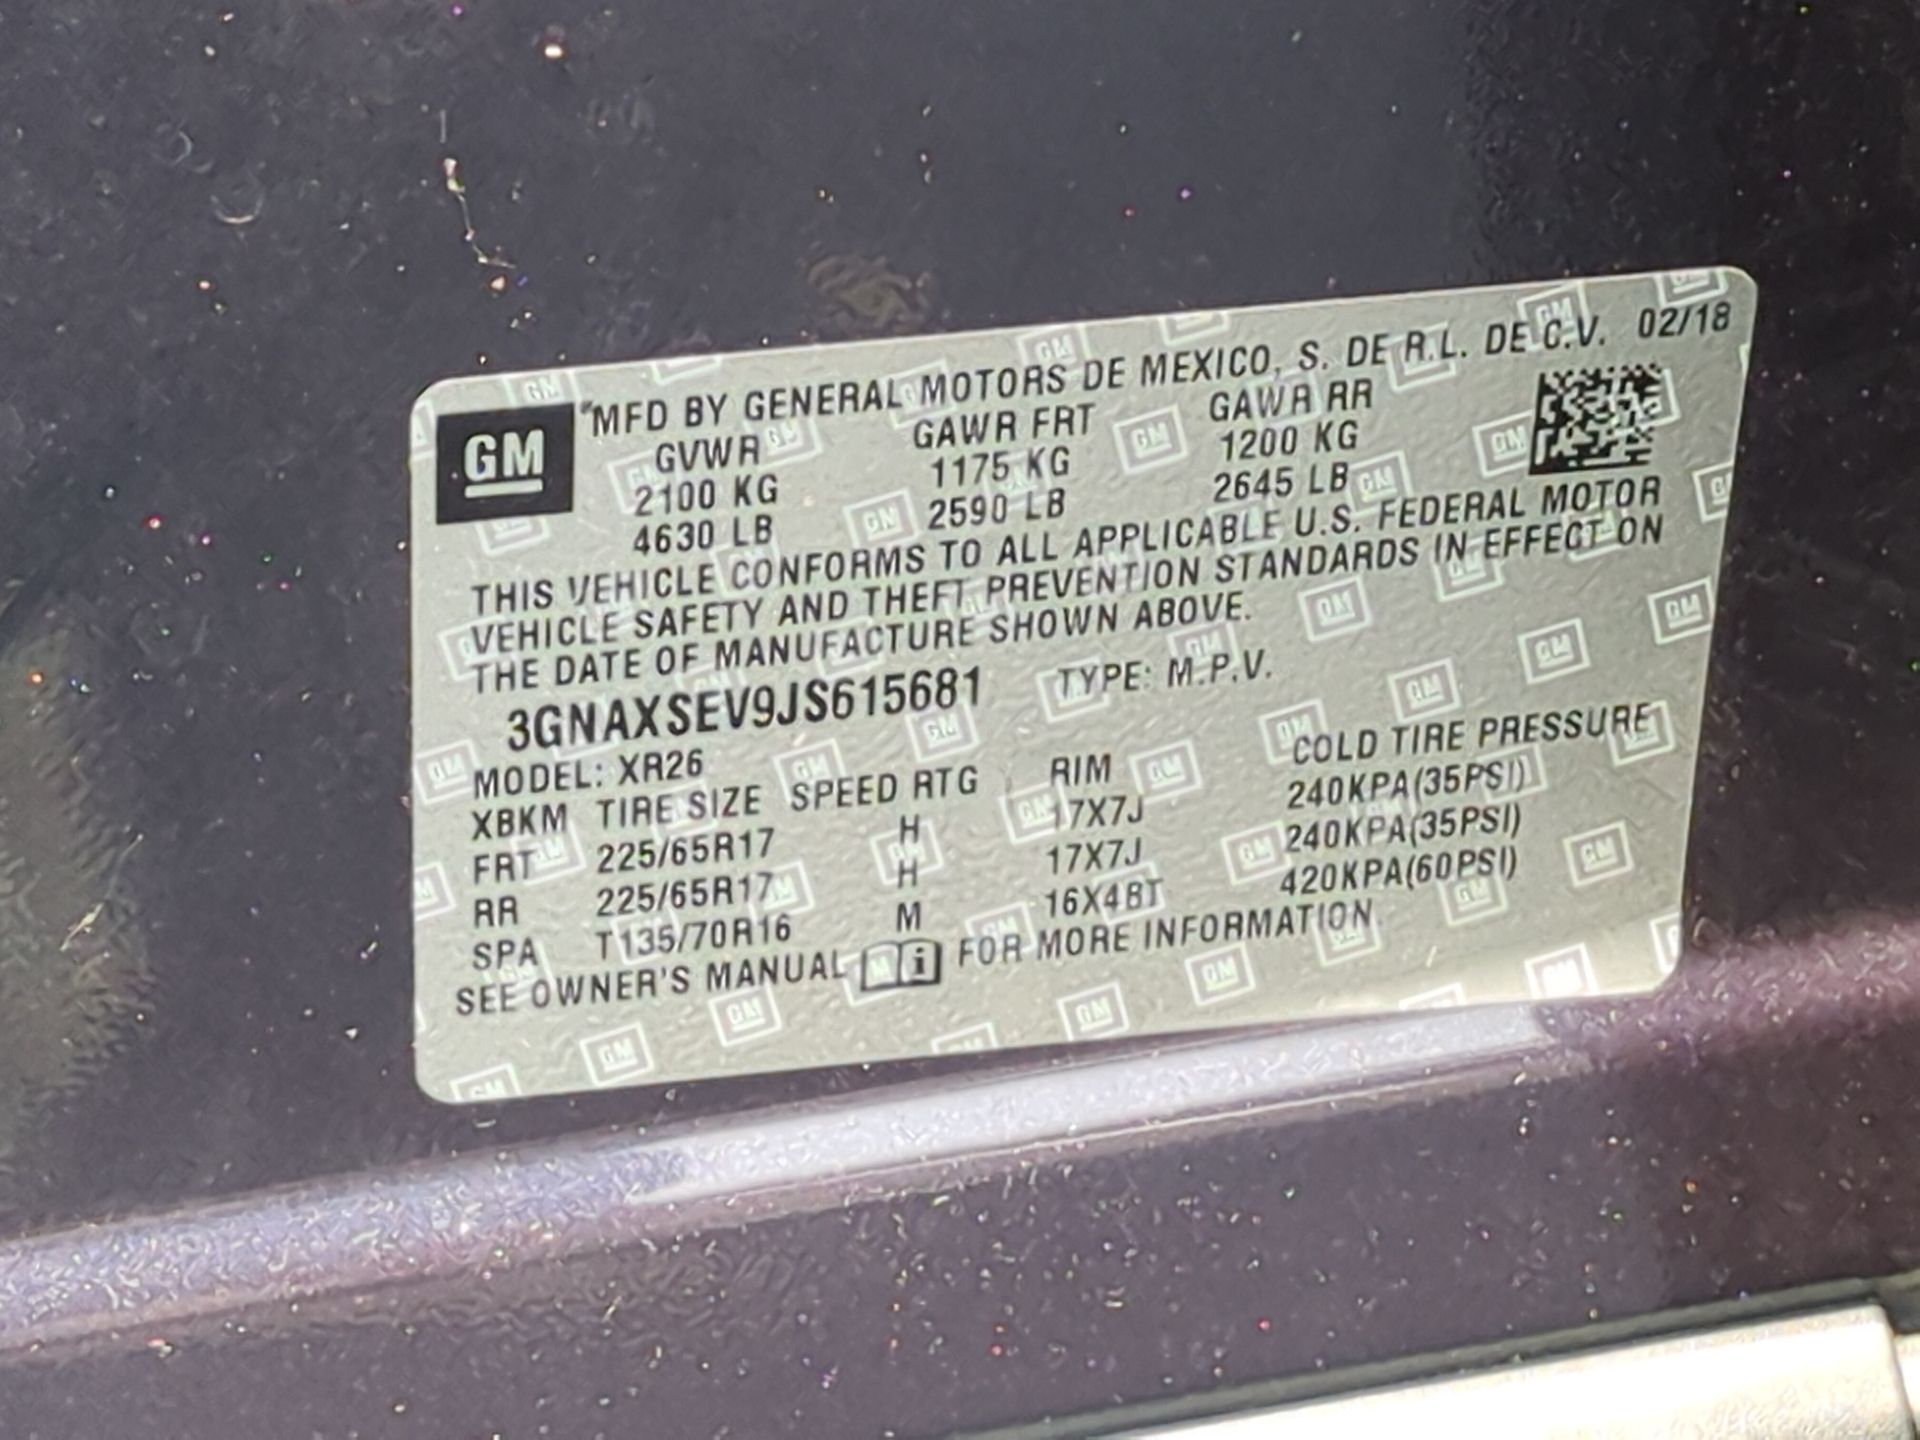 GM
MFD BY GENERAL MOTORS DE MEXICO, S. DE R.L. DE C.V. 02/18
GVWR GAWR FRT GAWR RR
2100 KG 1175 KG 1200 KG
4630 LB 2590 LB 2645 LB
THIS VEHICLE CONFORMS TO ALL APPLICABLE U.S. FEDERAL MOTOR
VEHICLE SAFETY AND THEFT PREVENTION STANDARDS IN EFFECT ON
THE DATE OF MANUFACTURE SHOWN ABOVE.
3GNAXSEV9JS615681 TYPE: M.P.V.
MODEL: XR26
XBKM TIRE SIZE SPEED RTG RIM COLD TIRE PRESSURE
FRT 225/65R17 H 17X7J 240KPA(35PSI)
RR 225/65R17 H 17X7J 240KPA(35PSI)
SPA T135/70R16 M 16X4BT 420KPA(60PSI)
SEE OWNER'S MANUAL i FOR MORE INFORMATION